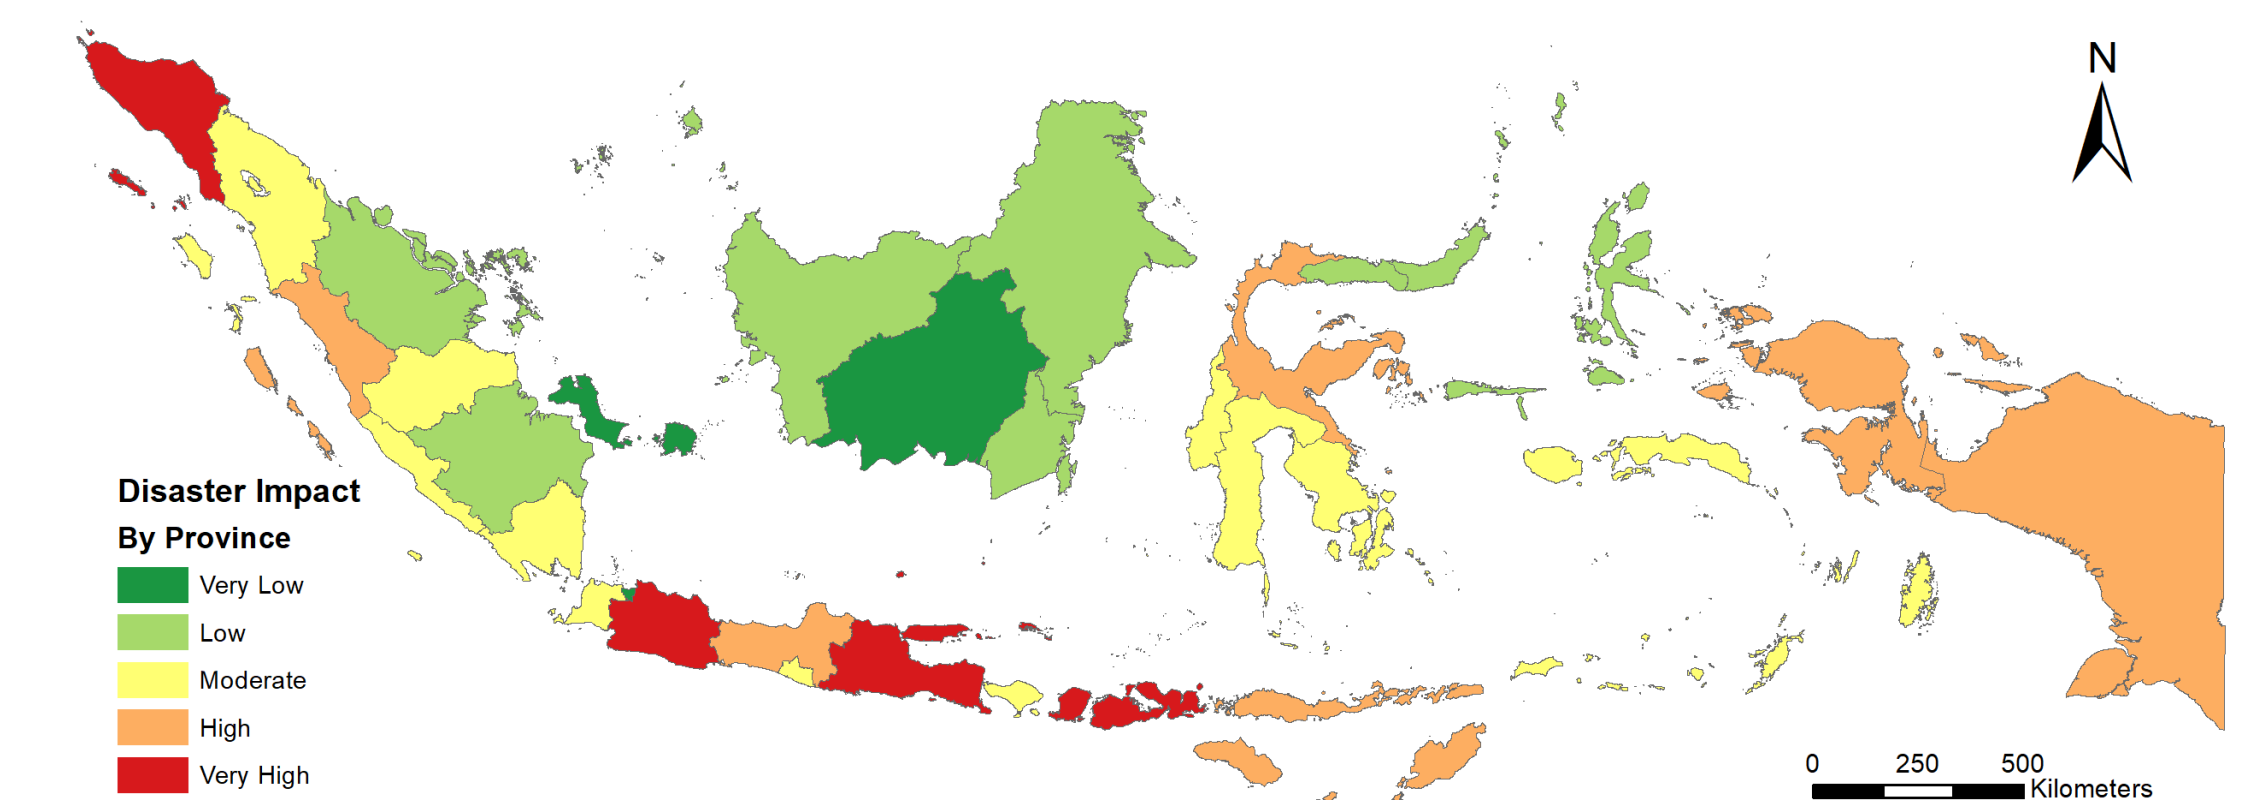 N
Disaster Impact
By Province
Very Low
Low
Moderate
High
Very High
0 250 500
Kilometers